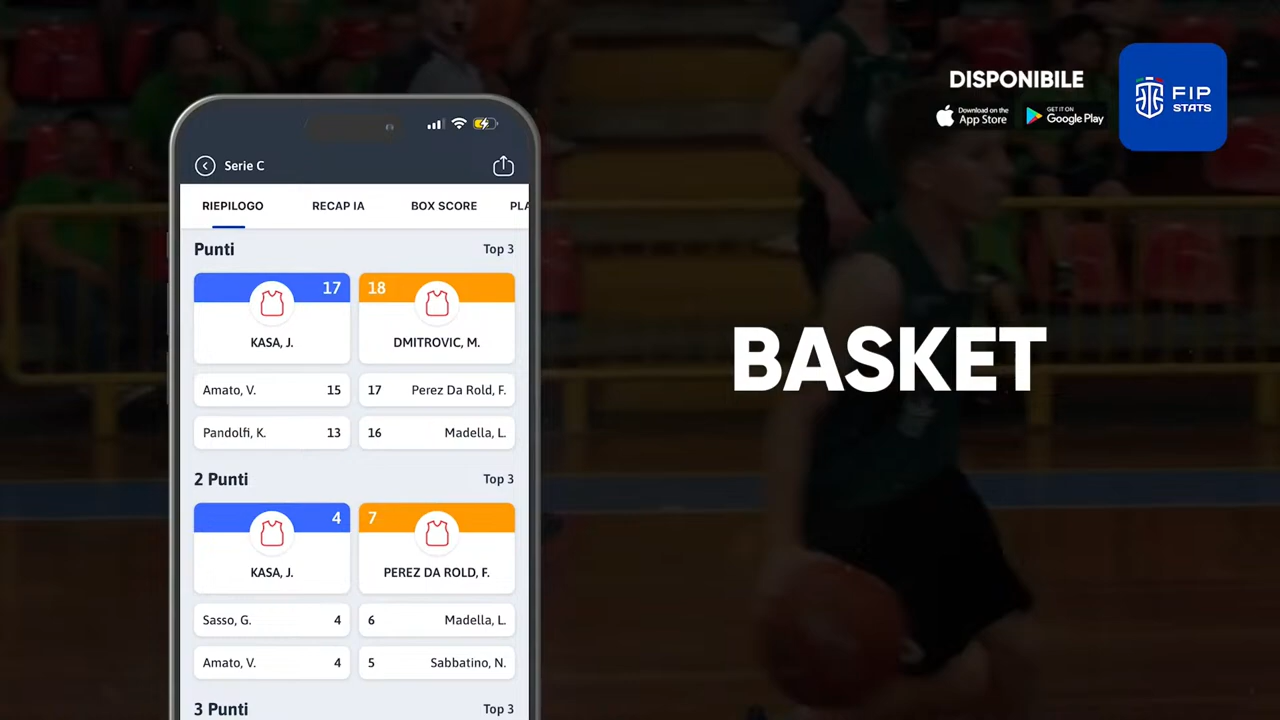 DISPONIBILE
Download on the
App Store
GET IT ON
Google Play
FIP
STATS
Serie C
RIEPILOGO RECAP IA BOX SCORE PLA
Punti Top 3
17 18
KASA, J. DMITROVIC, M.
Amato, V. 15 17 Perez Da Rold, F.
Pandolfi, K. 13 16 Madella, L.
2 Punti Top 3
4 7
KASA, J. PEREZ DA ROLD, F.
Sasso, G. 4 6 Madella, L.
Amato, V. 4 5 Sabbatino, N.
3 Punti Top 3
BASKET